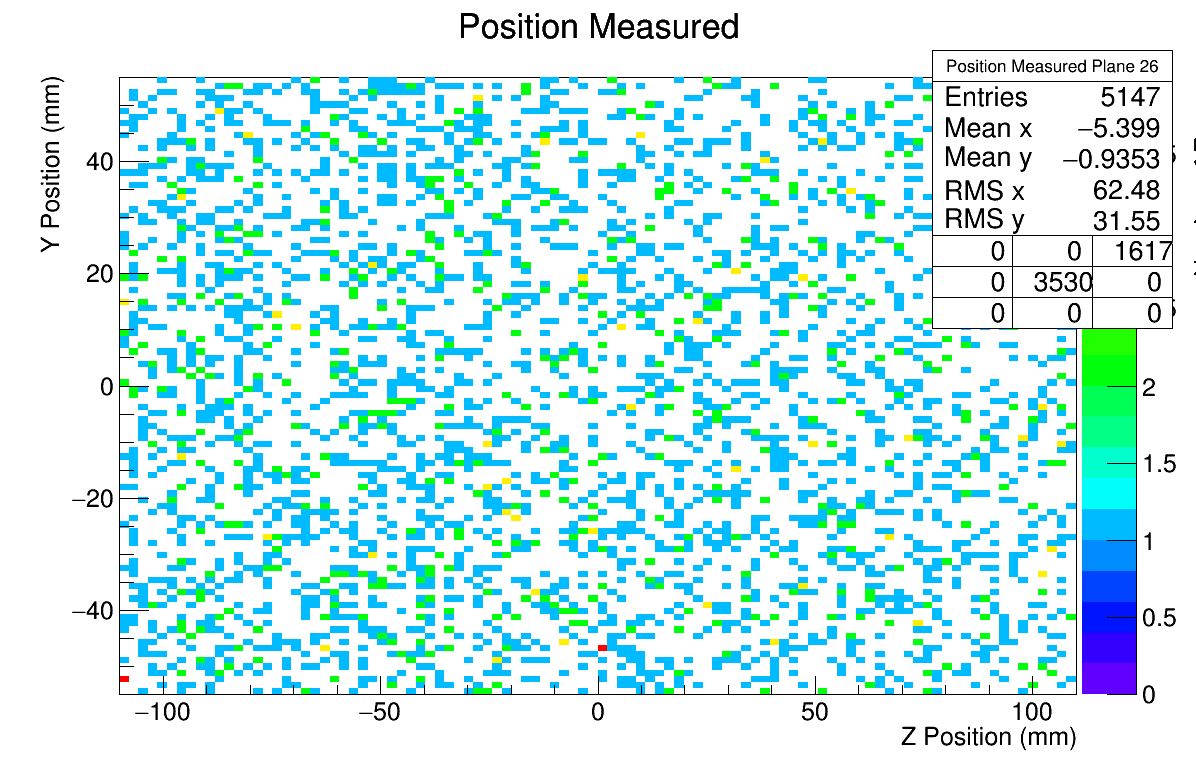 Position Measured
Y Position (mm)
Position Measured Plane 26
Entries 5147
Mean x −5.399
Mean y −0.9353
RMS x 62.48
RMS y 31.55
0 0 1617
0 3530 0
0 0 0
40
20
0
−20
−40
2
1.5
1
0.5
0
−100 −50 0 50 100
Z Position (mm)